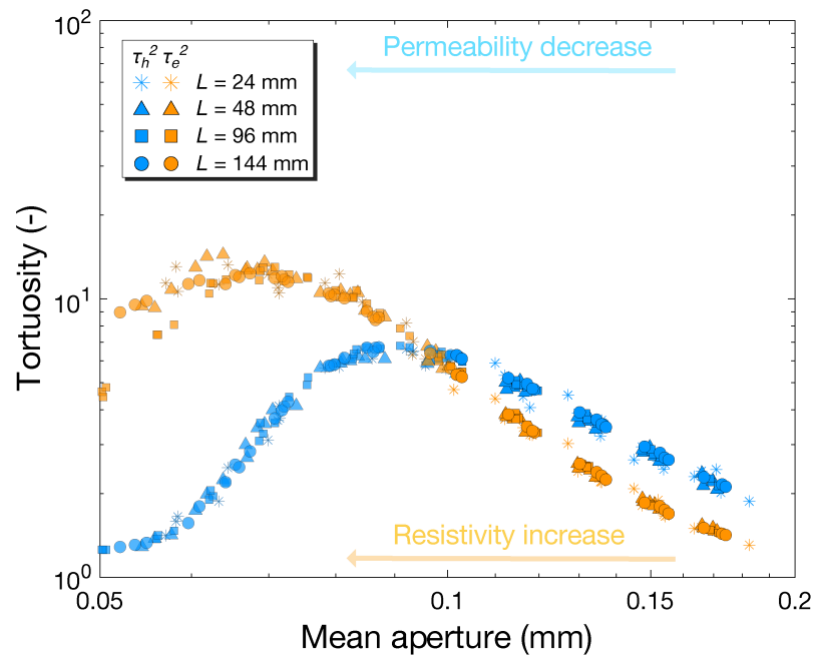 10²
Permeability decrease
τₕ² τₑ²
L = 24 mm
L = 48 mm
L = 96 mm
L = 144 mm
Tortuosity (-)
10¹
Resistivity increase
10⁰
0.05 0.1 0.15 0.2
Mean aperture (mm)